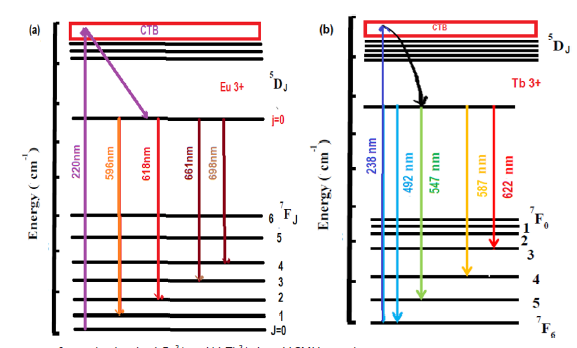 (a)
CTB
Energy ( cm-1 )
Eu 3+
5DJ
j=0
220nm
596nm
618nm
661nm
698nm
7FJ
6
5
4
3
2
1
J=0
(b)
CTB
Energy ( cm-1 )
5DJ
Tb 3+
238 nm
492 nm
547 nm
587 nm
622 nm
7F0
1
2
3
4
5
7F6